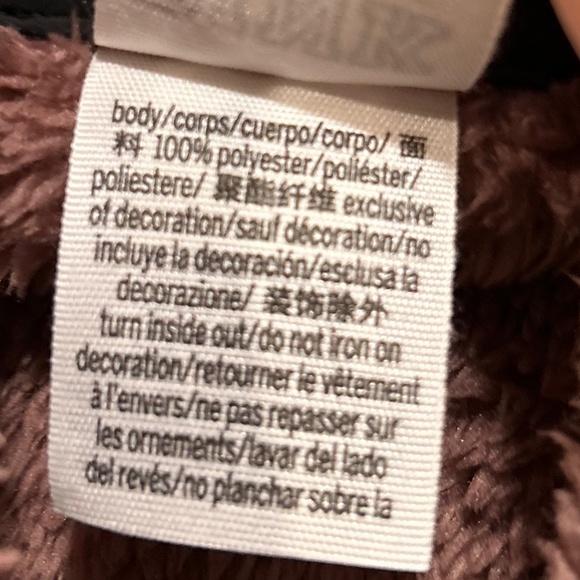 body/corps/cuerpo/corpo/ 面
料 100% polyester/poliéster/
poliestere/ 聚酯纤维 exclusive
of decoration/sauf décoration/no
incluye la decoración/esclusa la
decorazione/ 装饰除外
turn inside out/do not iron on
decoration/retourner le vêtement
à l'envers/ne pas repasser sur
les ornements/lavar del lado
del revés/no planchar sobre la